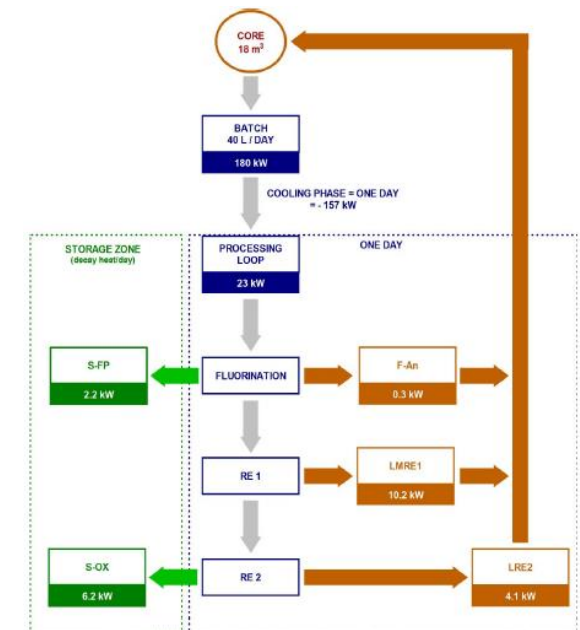 CORE
18 m³
BATCH
40 L / DAY
180 kW
COOLING PHASE = ONE DAY
= - 157 kW
STORAGE ZONE
(decay heat/day)
PROCESSING
LOOP
23 kW
ONE DAY
S-FP
2.2 kW
FLUORINATION
F-An
0.3 kW
RE 1
LMRE1
10.2 kW
S-OX
6.2 kW
RE 2
LRE2
4.1 kW